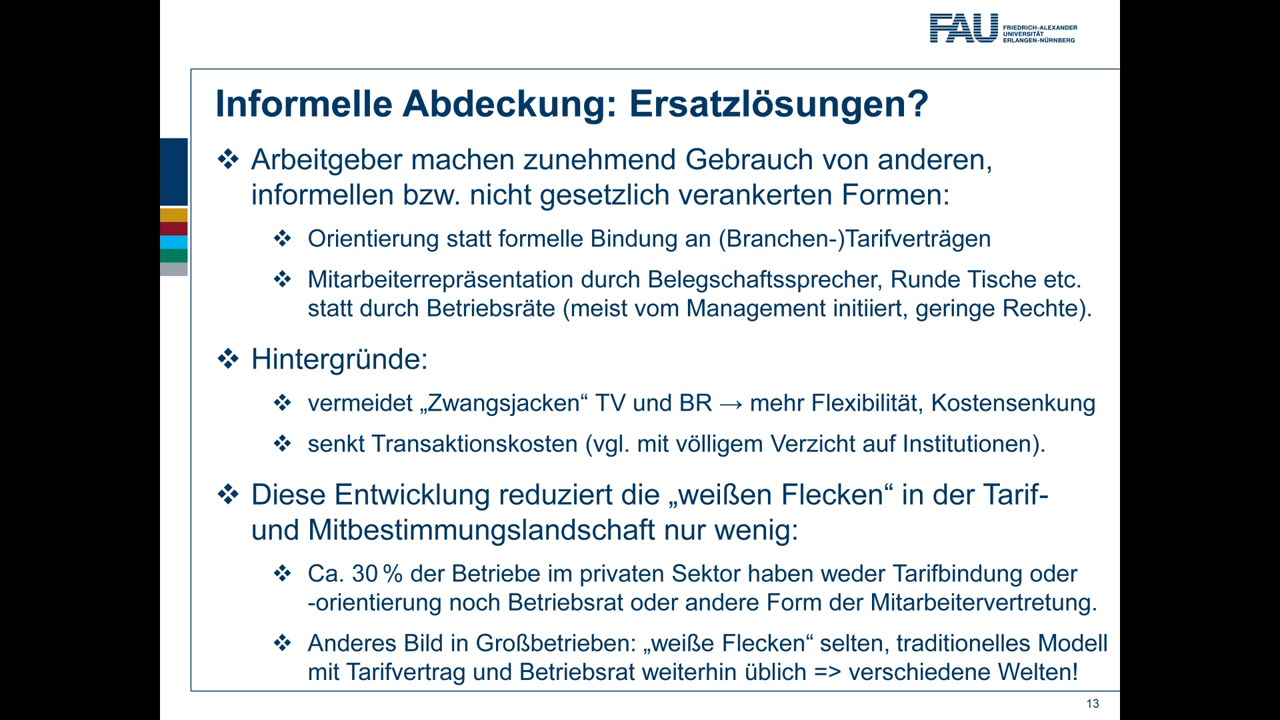 FAU FRIEDRICH-ALEXANDER
UNIVERSITÄT
ERLANGEN-NÜRNBERG
Informelle Abdeckung: Ersatzlösungen?
❖ Arbeitgeber machen zunehmend Gebrauch von anderen,
informellen bzw. nicht gesetzlich verankerten Formen:
❖ Orientierung statt formelle Bindung an (Branchen-)Tarifverträgen
❖ Mitarbeiterrepräsentation durch Belegschaftssprecher, Runde Tische etc.
statt durch Betriebsräte (meist vom Management initiiert, geringe Rechte).
❖ Hintergründe:
❖ vermeidet „Zwangsjacken“ TV und BR → mehr Flexibilität, Kostensenkung
❖ senkt Transaktionskosten (vgl. mit völligem Verzicht auf Institutionen).
❖ Diese Entwicklung reduziert die „weißen Flecken“ in der Tarif-
und Mitbestimmungslandschaft nur wenig:
❖ Ca. 30 % der Betriebe im privaten Sektor haben weder Tarifbindung oder
-orientierung noch Betriebsrat oder andere Form der Mitarbeitervertretung.
❖ Anderes Bild in Großbetrieben: „weiße Flecken“ selten, traditionelles Modell
mit Tarifvertrag und Betriebsrat weiterhin üblich => verschiedene Welten!
13